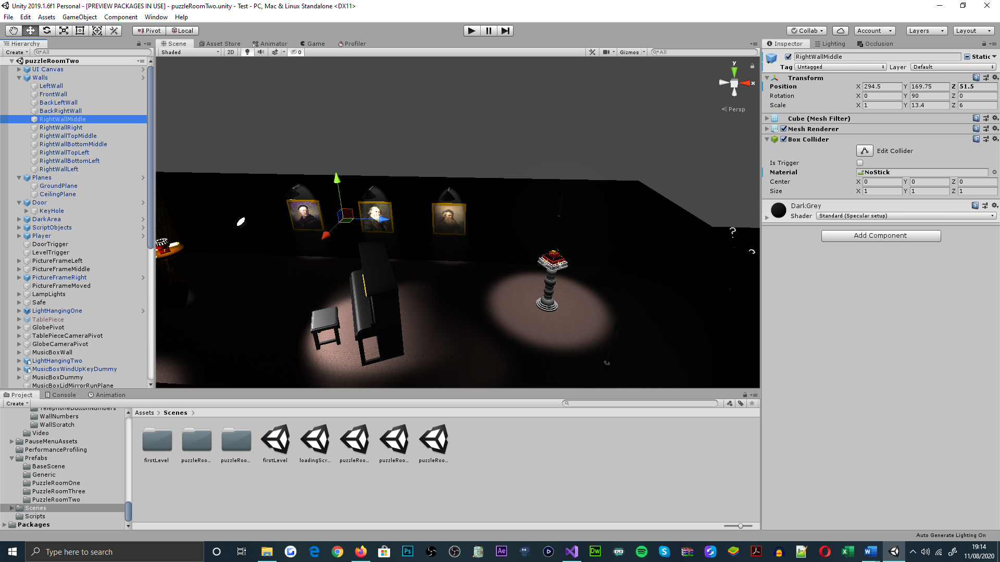 Unity 2019.1.6f1 Personal - [PREVIEW PACKAGES IN USE] - puzzleRoomTwo.unity - Test - PC, Mac & Linux Standalone <DX11>
File Edit Assets GameObject Component Window Help
Pivot Local Collab Account Layers Layout
Hierarchy
Create All
puzzleRoomTwo
UI Canvas
Walls
LeftWall
FrontWall
BackLeftWall
BackRightWall
RightWallMiddle
RightWallRight
RightWallTopMiddle
RightWallBottomMiddle
RightWallTopLeft
RightWallBottomLeft
RightWallLeft
Planes
GroundPlane
CeilingPlane
Door
KeyHole
DarkArea
ScriptObjects
Player
DoorTrigger
LevelTrigger
PictureFrameLeft
PictureFrameMiddle
PictureFrameRight
PictureFrameMoved
LampLights
Safe
LightHangingOne
TablePiece
GlobePivot
TablePieceCameraPivot
GlobeCameraPivot
MusicBoxWall
LightHangingTwo
MusicBoxWindUpKeyDummy
MusicBoxDummy
MusicBoxLidMirrorRunPlane
Scene Asset Store Animator Game Profiler
Shaded 2D 0 Gizmos All
y
x
Persp
Inspector Lighting Occlusion
RightWallMiddle Static
Tag Untagged Layer Default
Transform
Position X 294.5 Y 169.75 Z 51.5
Rotation X 0 Y 90 Z 0
Scale X 1 Y 13.4 Z 6
Cube (Mesh Filter)
Mesh Renderer
Box Collider
Edit Collider
Is Trigger
Material NoStick
Center X 0 Y 0 Z 0
Size X 1 Y 1 Z 1
DarkGrey
Shader Standard (Specular setup)
Add Component
Project Console Animation
Create
TelephoneButtonNumbers
WallNumbers
WallScratch
Video
PauseMenuAssets
PerformanceProfiling
Prefabs
BaseScene
Generic
PuzzleRoomOne
PuzzleRoomThree
PuzzleRoomTwo
Scenes
Scripts
Packages
Assets > Scenes >
firstLevel puzzleRoo... puzzleRoo... firstLevel loadingScr... puzzleRoo... puzzleRoo... puzzleRoo...
Auto Generate Lighting On
Type here to search
Ps
Ae
Dw
19:14
11/08/2020